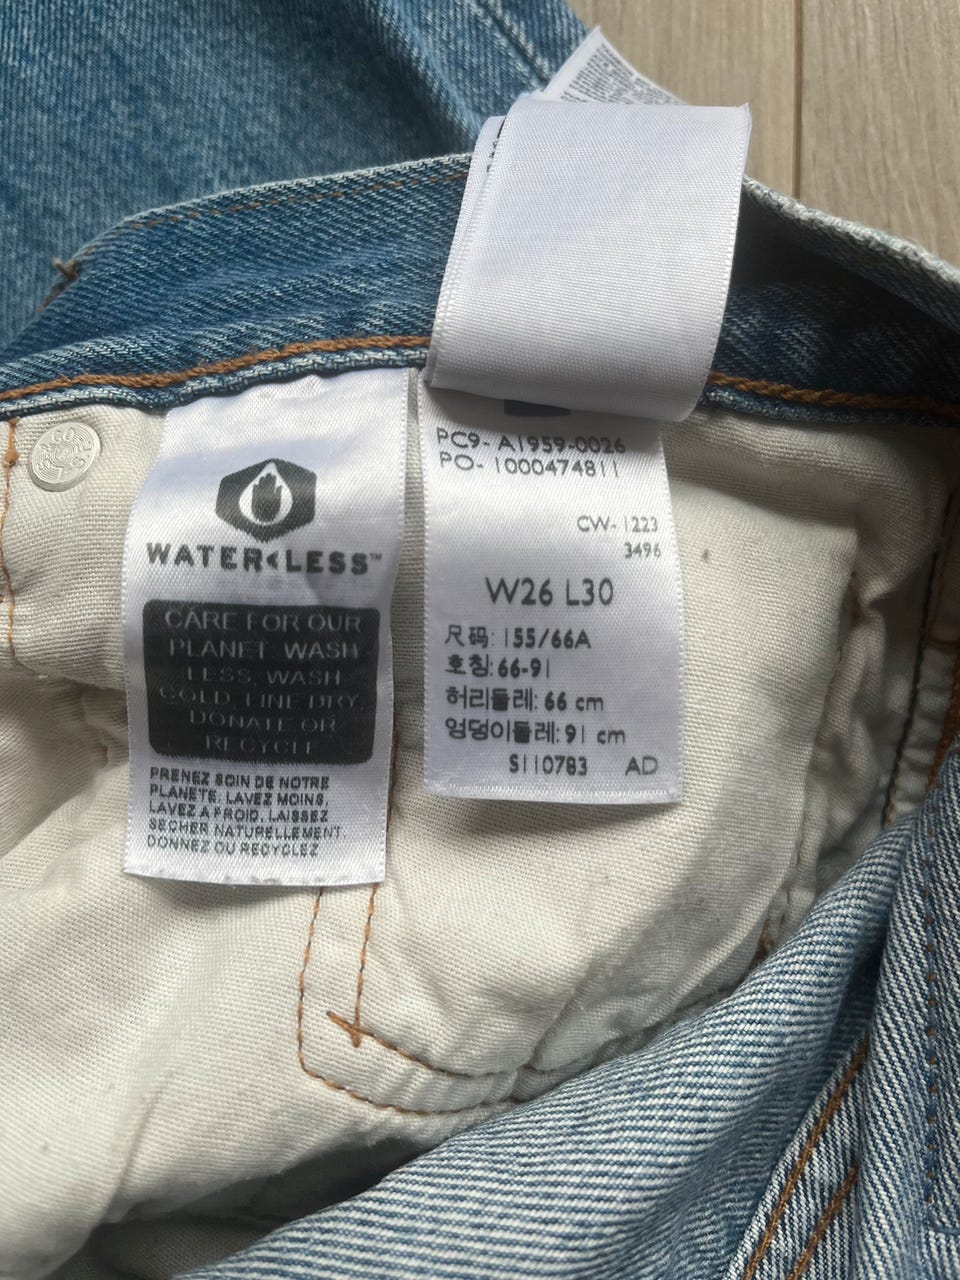 WATER<LESS™
CARE FOR OUR
PLANET. WASH
LESS, WASH
COLD, LINE DRY,
DONATE OR
RECYCLE
PRENEZ SOIN DE NOTRE
PLANÈTE, LAVEZ MOINS,
LAVEZ À FROID, LAISSEZ
SÉCHER NATURELLEMENT,
DONNEZ OU RECYCLEZ
PC9- A1959-0026
PO- 1000474811
CW- 1223
3496
W26 L30
尺码: 155/66A
호칭: 66-91
허리둘레: 66 cm
엉덩이둘레: 91 cm
S110783 AD